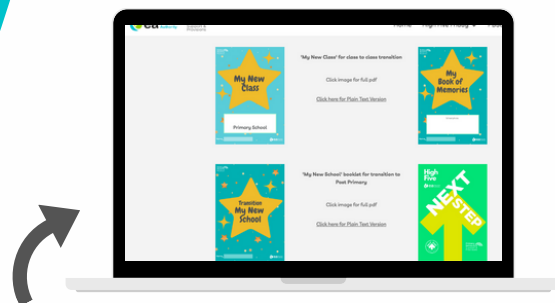 ea
Authority
Primary
Home
'My New Class' for class to class transition
Click image for full pdf
Click here for Plain Text Version
My New
Class
Primary School
My
Book of
Memories
'My New School' booklet for transition to
Post Primary
Click image for full pdf
Click here for Plain Text Version
Transition
My New
School
High
Five
NEXT
STEP